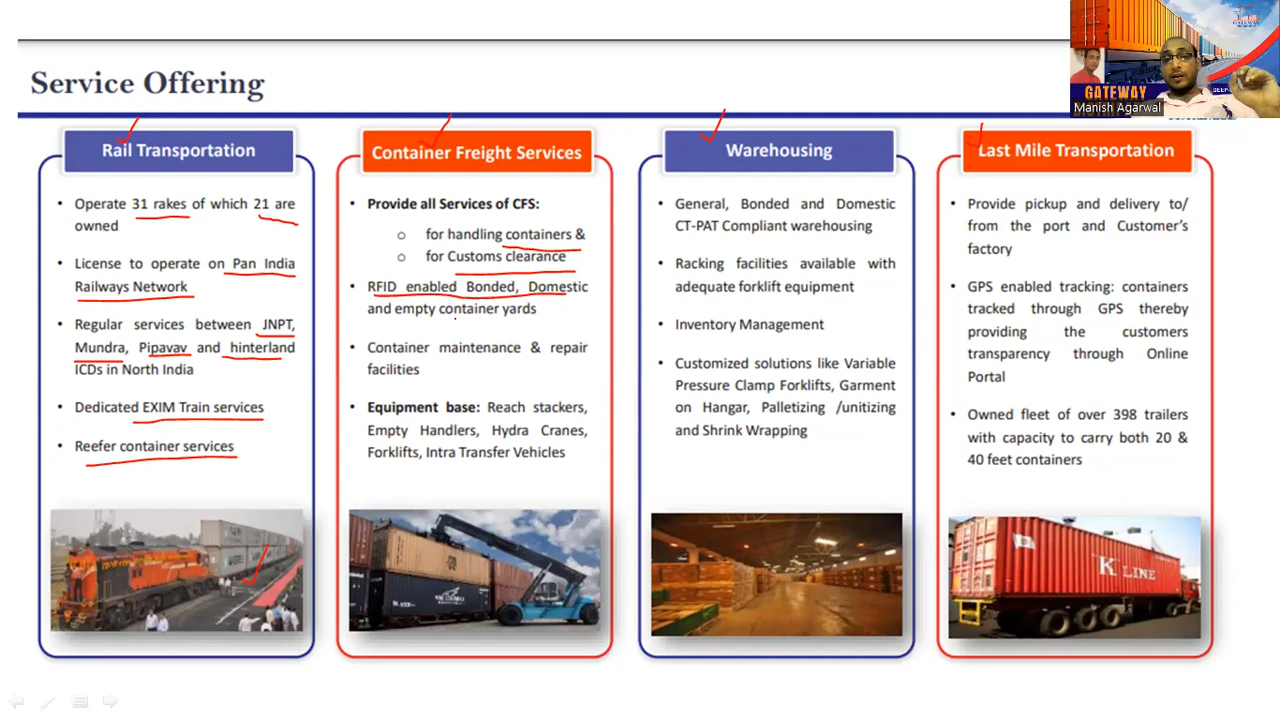 Service Offering
GATEWAY
Manish Agarwal
Rail Transportation
• Operate 31 rakes of which 21 are
owned
• License to operate on Pan India
Railways Network
• Regular services between JNPT,
Mundra, Pipavav and hinterland
ICDs in North India
• Dedicated EXIM Train services
• Reefer container services
Container Freight Services
• Provide all Services of CFS:
o for handling containers &
o for Customs clearance
• RFID enabled Bonded, Domestic
and empty container yards
• Container maintenance & repair
facilities
• Equipment base: Reach stackers,
Empty Handlers, Hydra Cranes,
Forklifts, Intra Transfer Vehicles
Warehousing
• General, Bonded and Domestic
CT-PAT Compliant warehousing
• Racking facilities available with
adequate forklift equipment
• Inventory Management
• Customized solutions like Variable
Pressure Clamp Forklifts, Garment
on Hangar, Palletizing /unitizing
and Shrink Wrapping
Last Mile Transportation
• Provide pickup and delivery to/
from the port and Customer's
factory
• GPS enabled tracking: containers
tracked through GPS thereby
providing the customers
transparency through Online
Portal
• Owned fleet of over 398 trailers
with capacity to carry both 20 &
40 feet containers
K LINE